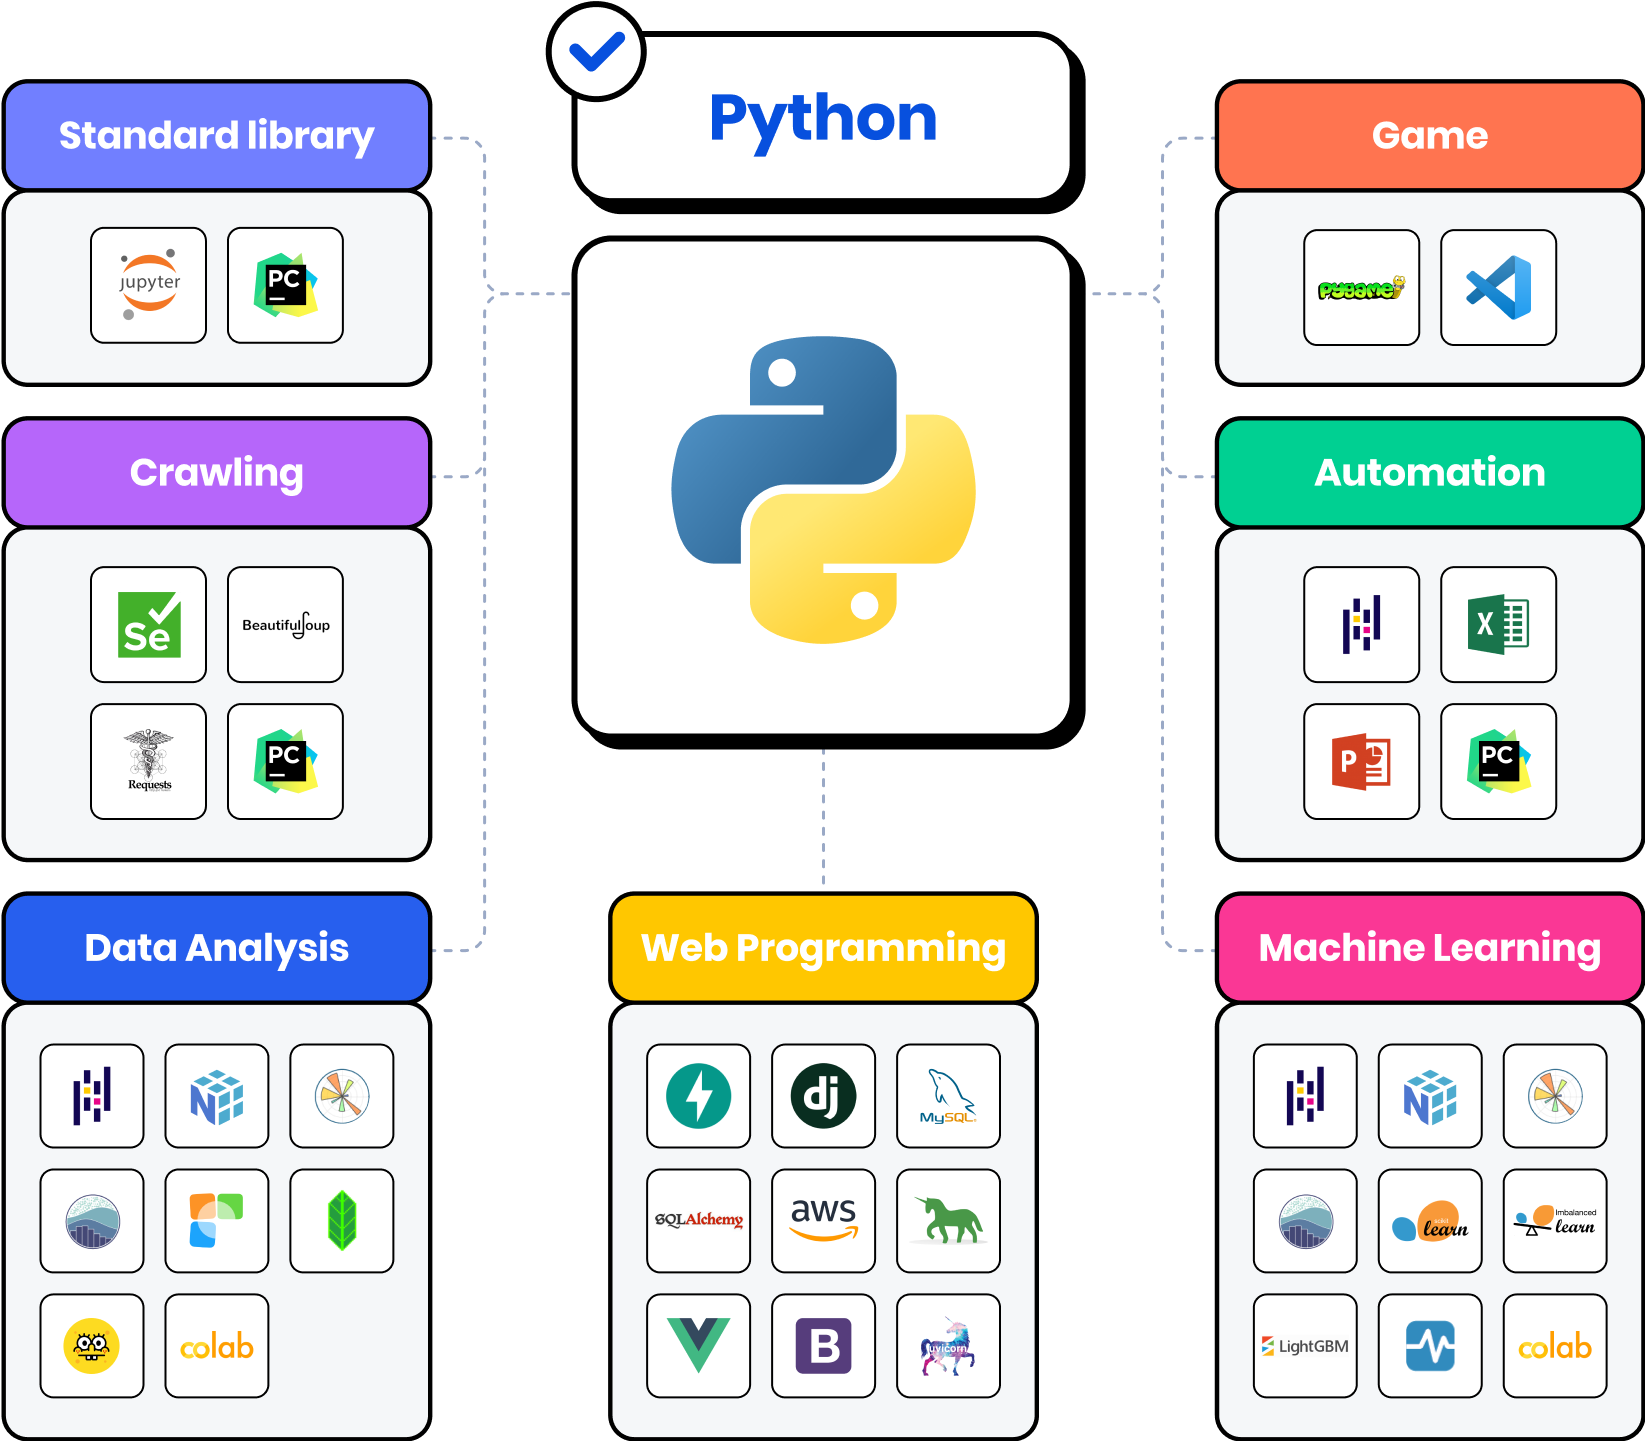 Python
Standard library
jupyter
PC
Crawling
Se
BeautifulSoup
Requests
PC
Data Analysis
N
colab
Web Programming
dj
MySQL
SQLAlchemy
aws
B
uvicorn
Game
pygame
Automation
X
P
PC
Machine Learning
N
scikit
learn
Imbalanced
learn
LightGBM
colab